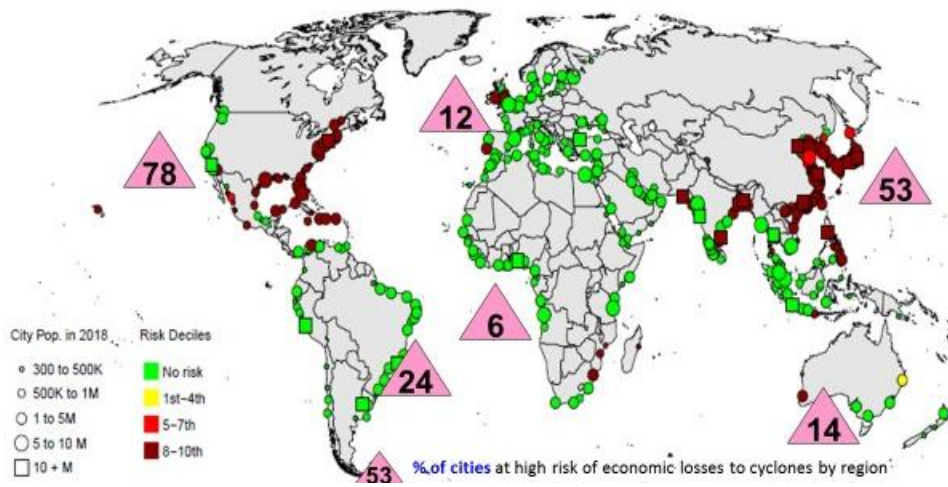 12
78
53
6
24
14
53
City Pop. in 2018
300 to 500K
500K to 1M
1 to 5M
5 to 10 M
10 + M
Risk Deciles
No risk
1st-4th
5-7th
8-10th
% of cities at high risk of economic losses to cyclones by region